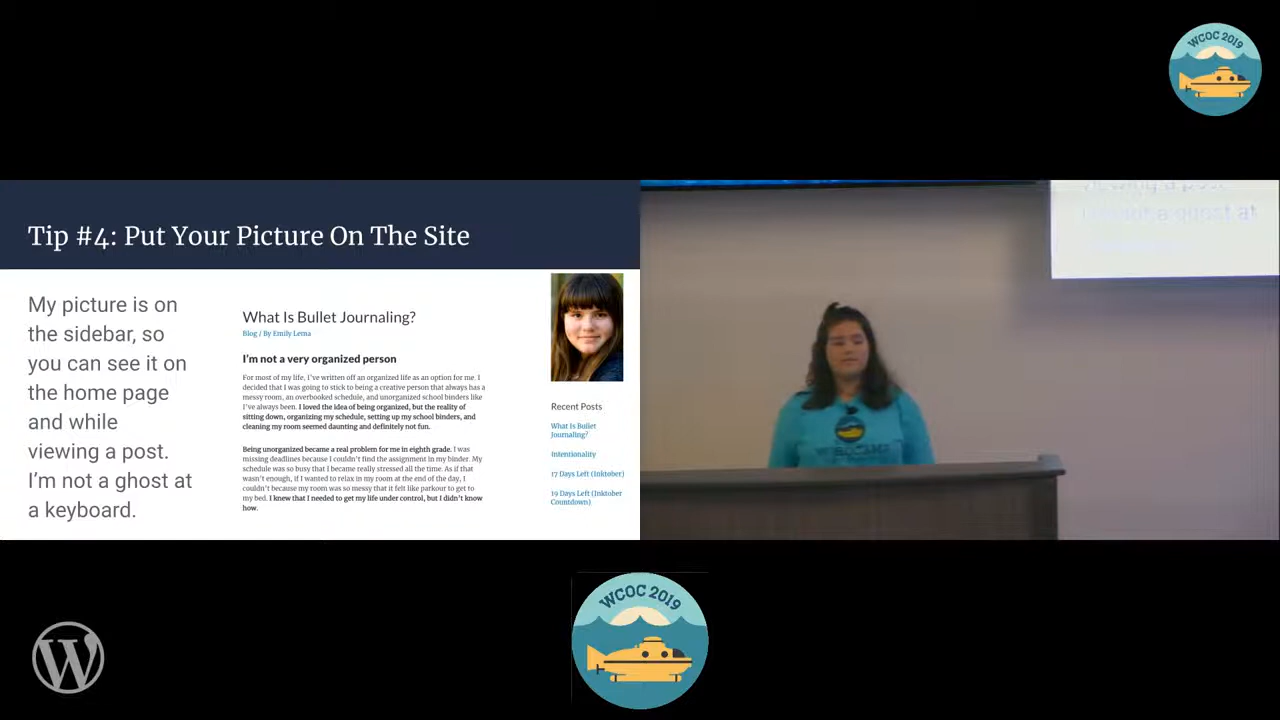 WCOC 2019
Tip #4: Put Your Picture On The Site
My picture is on
the sidebar, so
you can see it on
the home page
and while
viewing a post.
I'm not a ghost at
a keyboard.
What Is Bullet Journaling?
Blog / By Emily Lema
I'm not a very organized person
For most of my life, I've written off an organized life as an option for me. I
decided that I was going to stick to being a creative person that always has a
messy room, an overbooked schedule, and unorganized school binders like
I've always been. I loved the idea of being organized, but the reality of
sitting down, organizing my schedule, setting up my school binders, and
cleaning my room seemed daunting and definitely not fun.
Being unorganized became a real problem for me in eighth grade. I was
missing deadlines because I couldn't find the assignment in my binder. My
schedule was so busy that I became really stressed all the time. As if that
wasn't enough, if I wanted to relax in my room at the end of the day, I
couldn't because my room was so messy that it felt like parkour to get to
my bed. I knew that I needed to get my life under control, but I didn't know
how.
Recent Posts
What Is Bullet
Journaling?
Intentionality
17 Days Left (Inktober)
19 Days Left (Inktober
Countdown)
viewing a post.
I'm not a ghost at
WCOC 2019
W